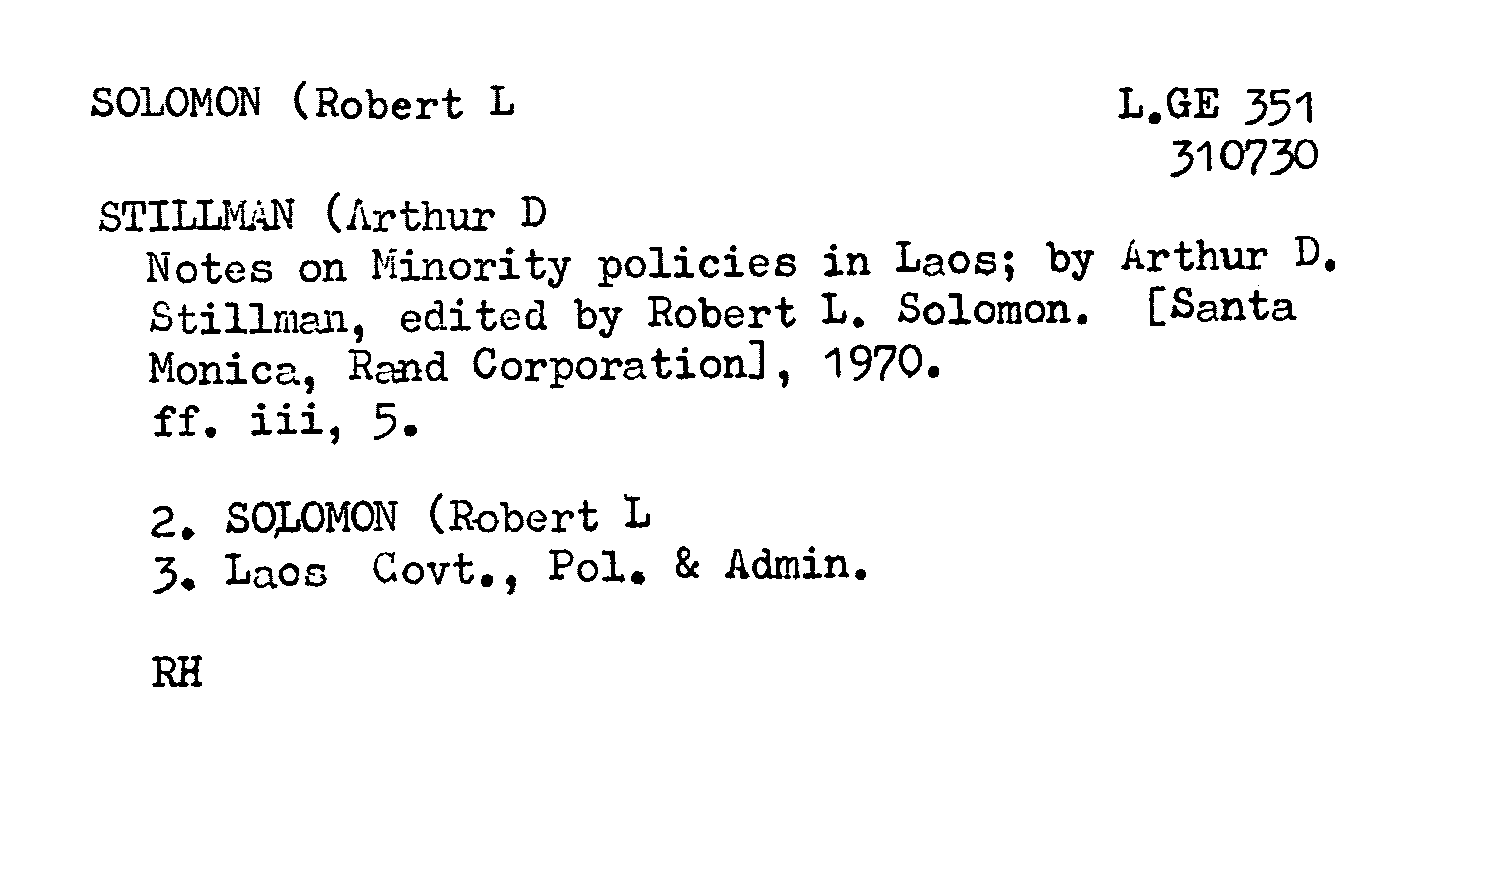 SOLOMON (Robert L
L.GE 351
310730
STILLMAN (Arthur D
Notes on Minority policies in Laos; by Arthur D.
Stillman, edited by Robert L. Solomon. [Santa
Monica, Rand Corporation], 1970.
ff. iii, 5.
2. SOLOMON (Robert L
3. Laos Govt., Pol. & Admin.
RH